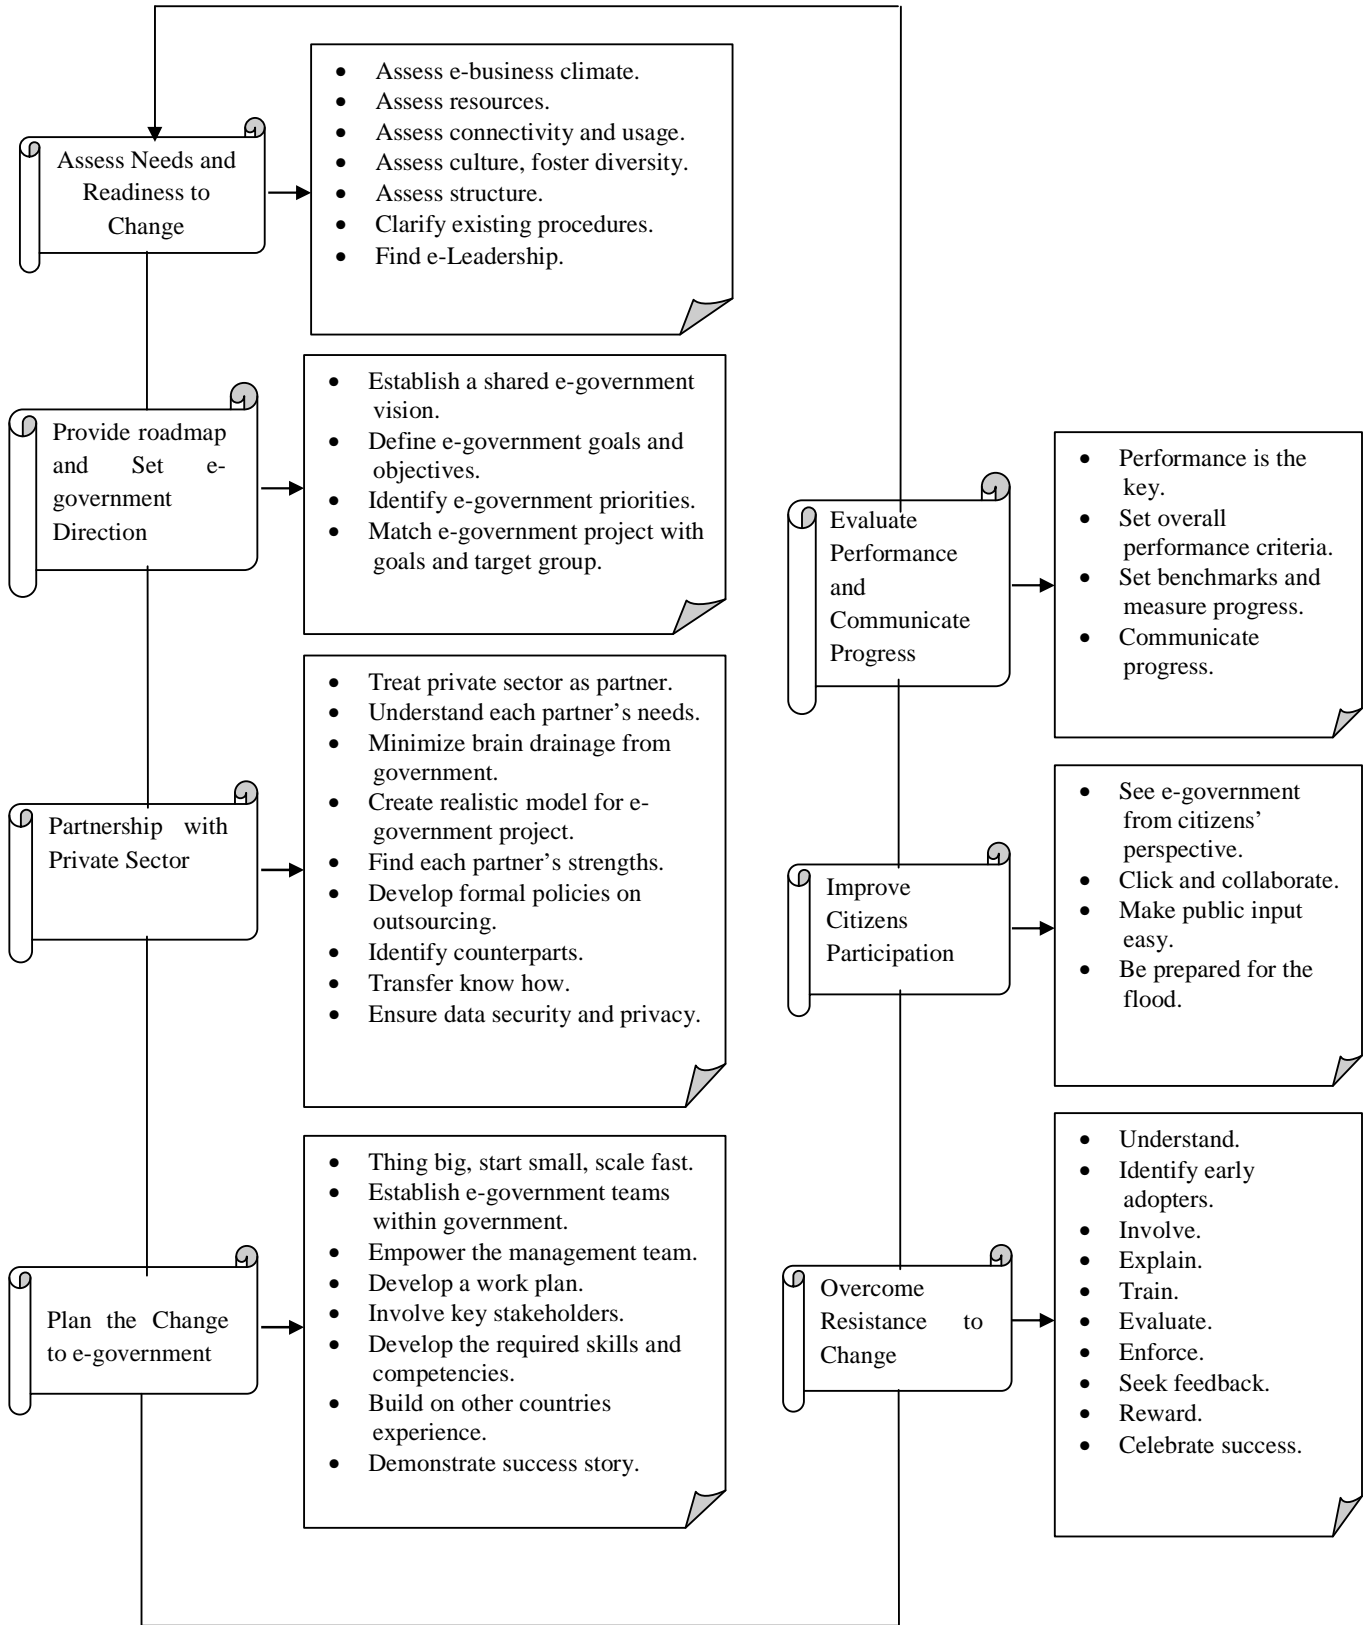 Assess Needs and
Readiness to
Change
• Assess e-business climate.
• Assess resources.
• Assess connectivity and usage.
• Assess culture, foster diversity.
• Assess structure.
• Clarify existing procedures.
• Find e-Leadership.
Provide roadmap
and Set e-
government
Direction
• Establish a shared e-government
vision.
• Define e-government goals and
objectives.
• Identify e-government priorities.
• Match e-government project with
goals and target group.
Partnership with
Private Sector
• Treat private sector as partner.
• Understand each partner’s needs.
• Minimize brain drainage from
government.
• Create realistic model for e-
government project.
• Find each partner’s strengths.
• Develop formal policies on
outsourcing.
• Identify counterparts.
• Transfer know how.
• Ensure data security and privacy.
Plan the Change
to e-government
• Thing big, start small, scale fast.
• Establish e-government teams
within government.
• Empower the management team.
• Develop a work plan.
• Involve key stakeholders.
• Develop the required skills and
competencies.
• Build on other countries
experience.
• Demonstrate success story.
Evaluate
Performance
and
Communicate
Progress
• Performance is the
key.
• Set overall
performance criteria.
• Set benchmarks and
measure progress.
• Communicate
progress.
Improve
Citizens
Participation
• See e-government
from citizens’
perspective.
• Click and collaborate.
• Make public input
easy.
• Be prepared for the
flood.
Overcome
Resistance to
Change
• Understand.
• Identify early
adopters.
• Involve.
• Explain.
• Train.
• Evaluate.
• Enforce.
• Seek feedback.
• Reward.
• Celebrate success.